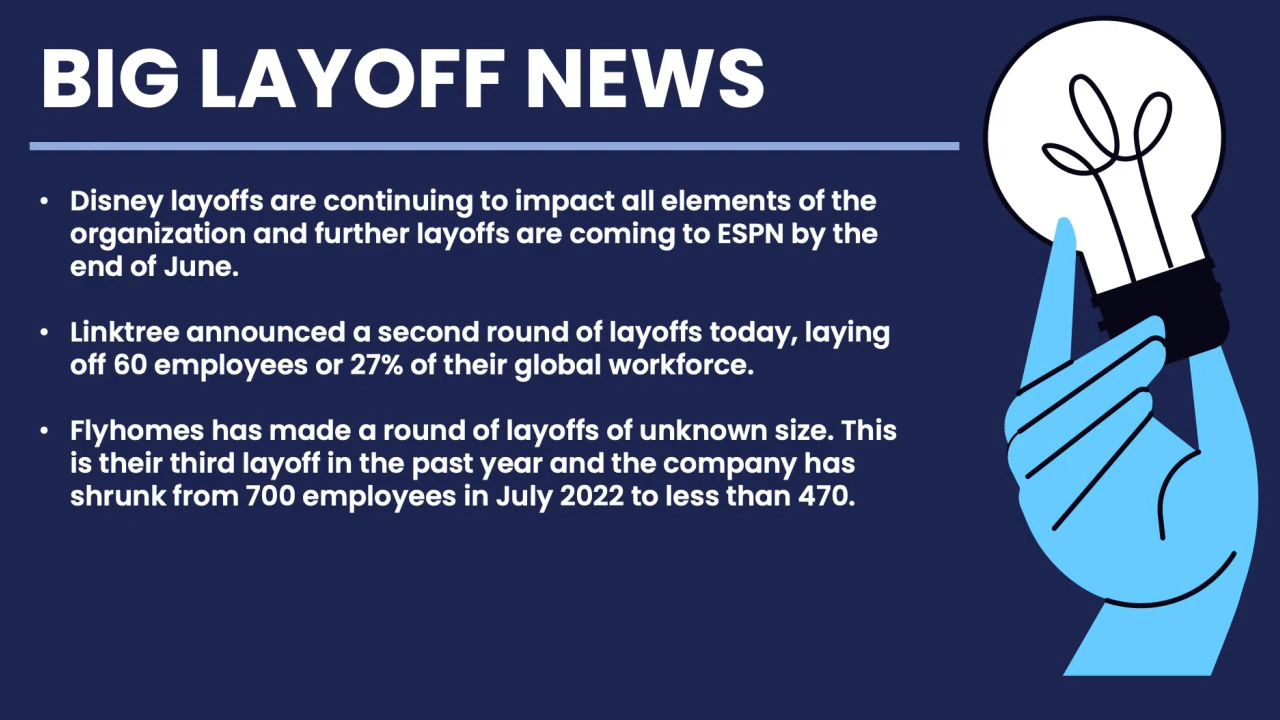 BIG LAYOFF NEWS
• Disney layoffs are continuing to impact all elements of the
organization and further layoffs are coming to ESPN by the
end of June.
• Linktree announced a second round of layoffs today, laying
off 60 employees or 27% of their global workforce.
• Flyhomes has made a round of layoffs of unknown size. This
is their third layoff in the past year and the company has
shrunk from 700 employees in July 2022 to less than 470.